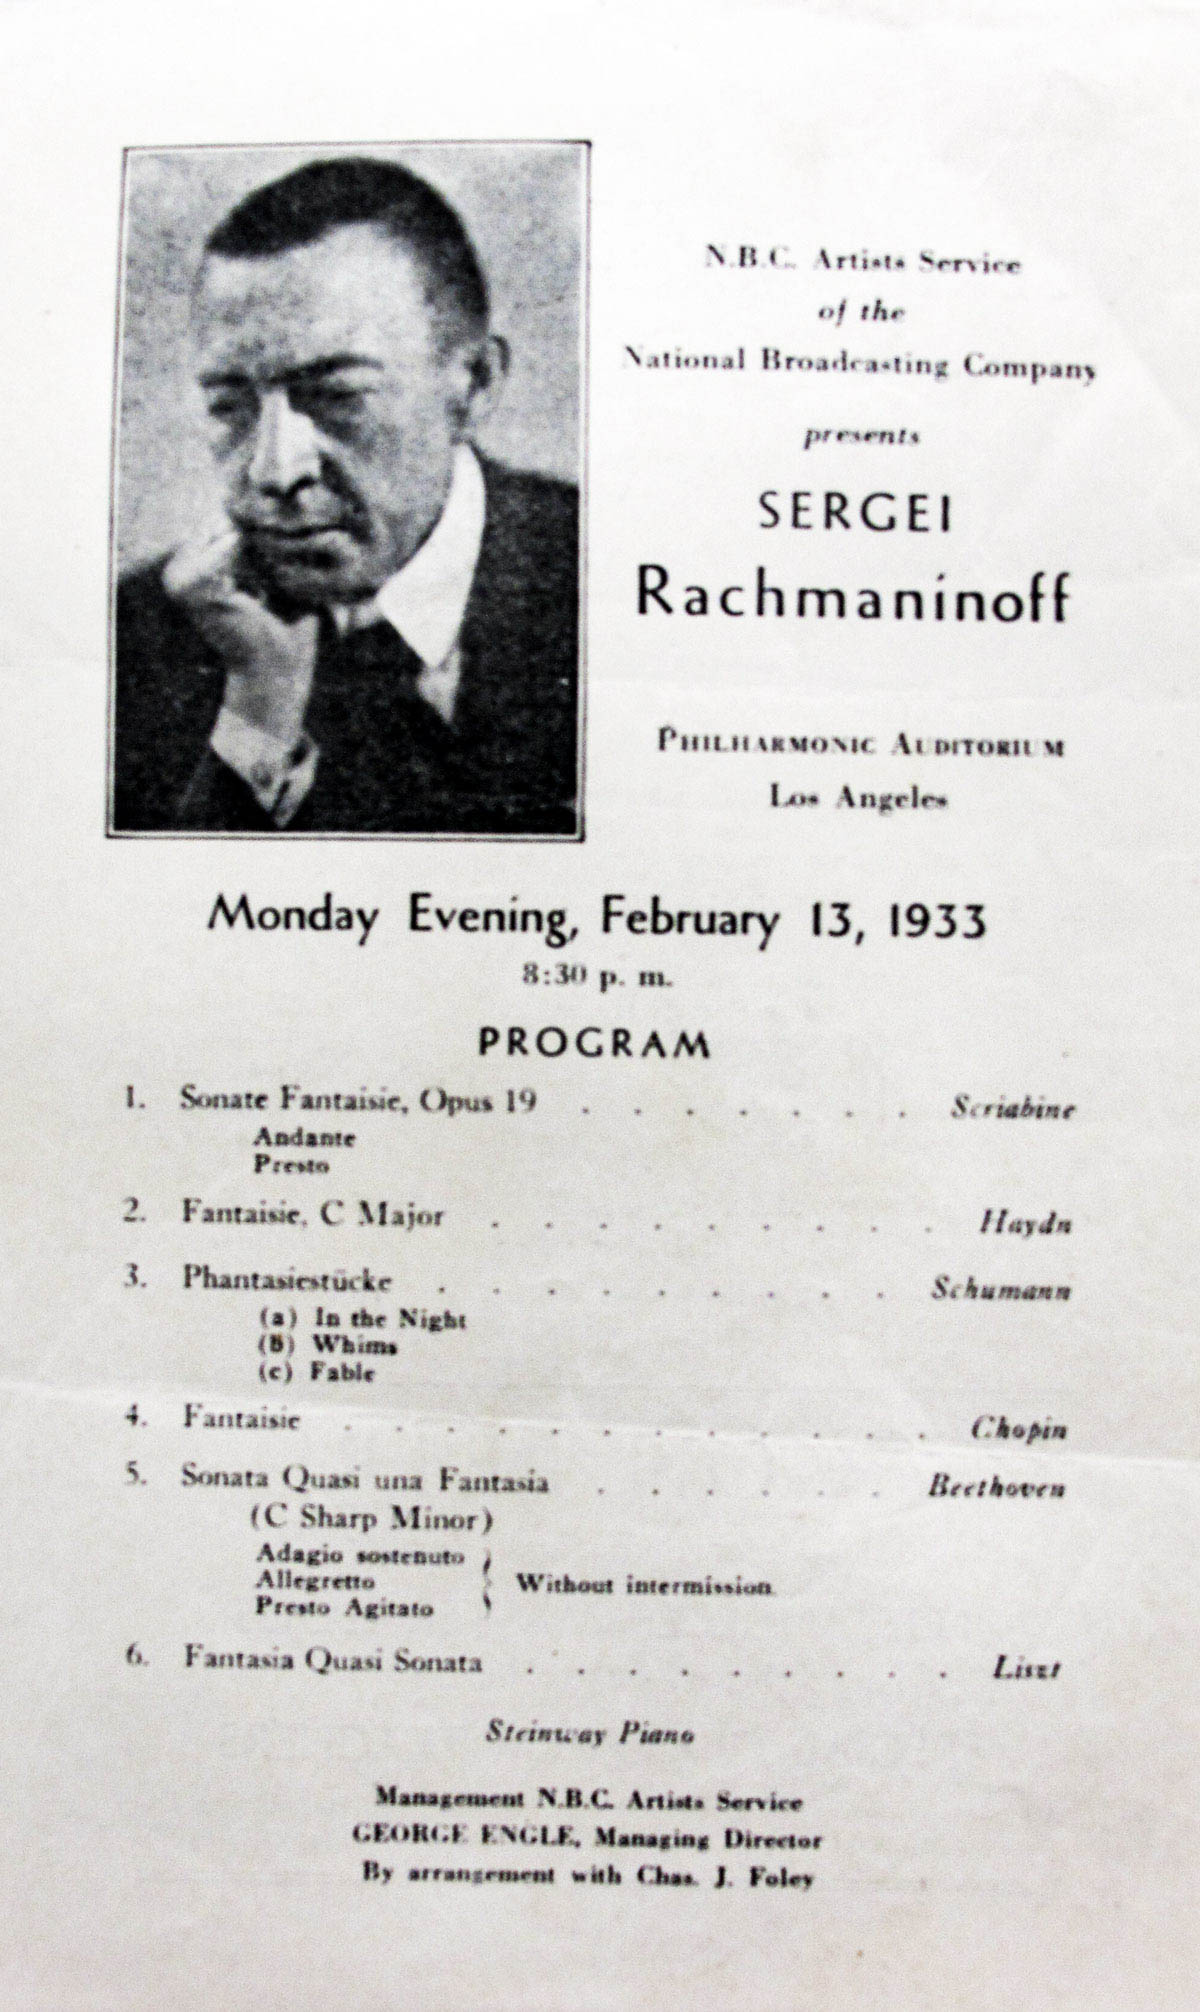 N.B.C. Artists Service
of the
National Broadcasting Company
presents
SERGEI
Rachmaninoff
PHILHARMONIC AUDITORIUM
Los Angeles
Monday Evening, February 13, 1933
8:30 p. m.
PROGRAM
1. Sonate Fantaisie, Opus 19 . . . . . . . Scriabine
Andante
Presto
2. Fantaisie, C Major . . . . . . . . . Haydn
3. Phantasiestücke . . . . . . . . . Schumann
(a) In the Night
(b) Whims
(c) Fable
4. Fantaisie . . . . . . . . . . . . Chopin
5. Sonata Quasi una Fantasia . . . . . . Beethoven
(C Sharp Minor)
Adagio sostenuto
Allegretto } Without intermission
Presto Agitato
6. Fantasia Quasi Sonata . . . . . . . . . Liszt
Steinway Piano
Management N.B.C. Artists Service
GEORGE ENGLE, Managing Director
By arrangement with Chas. J. Foley